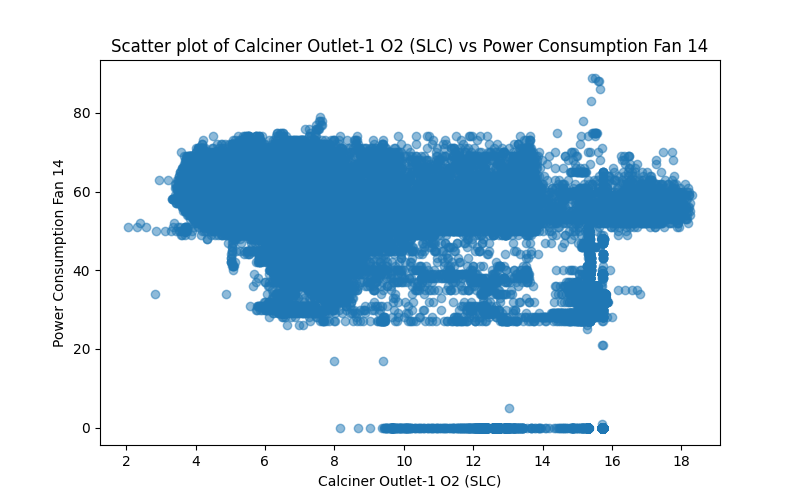 Scatter plot of Calciner Outlet-1 O2 (SLC) vs Power Consumption Fan 14
80
60
40
20
0
Power Consumption Fan 14
2 4 6 8 10 12 14 16 18
Calciner Outlet-1 O2 (SLC)